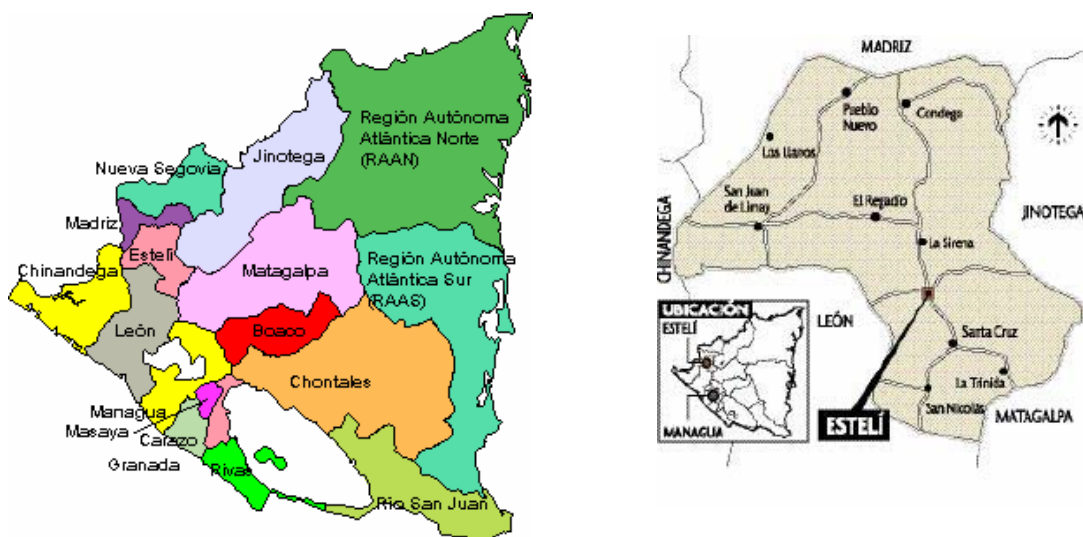 Región Autónoma
Atlántica Norte
(RAAN)
Jinotega
Nueva Segovia
Madriz
Estelí
Chinandega
Matagalpa
Región Autónoma
Atlántica Sur
(RAAS)
León
Boaco
Chontales
Managua
Masaya
Carazo
Granada
Rivas
Río San Juan
MADRIZ
Pueblo
Nuevo
Condega
Los Llanos
San Juan
de Limay
El Regadío
JINOTEGA
CHINANDEGA
La Sirena
UBICACIÓN
ESTELÍ
MANAGUA
LEÓN
Santa Cruz
La Trinida
San Nicolás
MATAGALPA
ESTELÍ